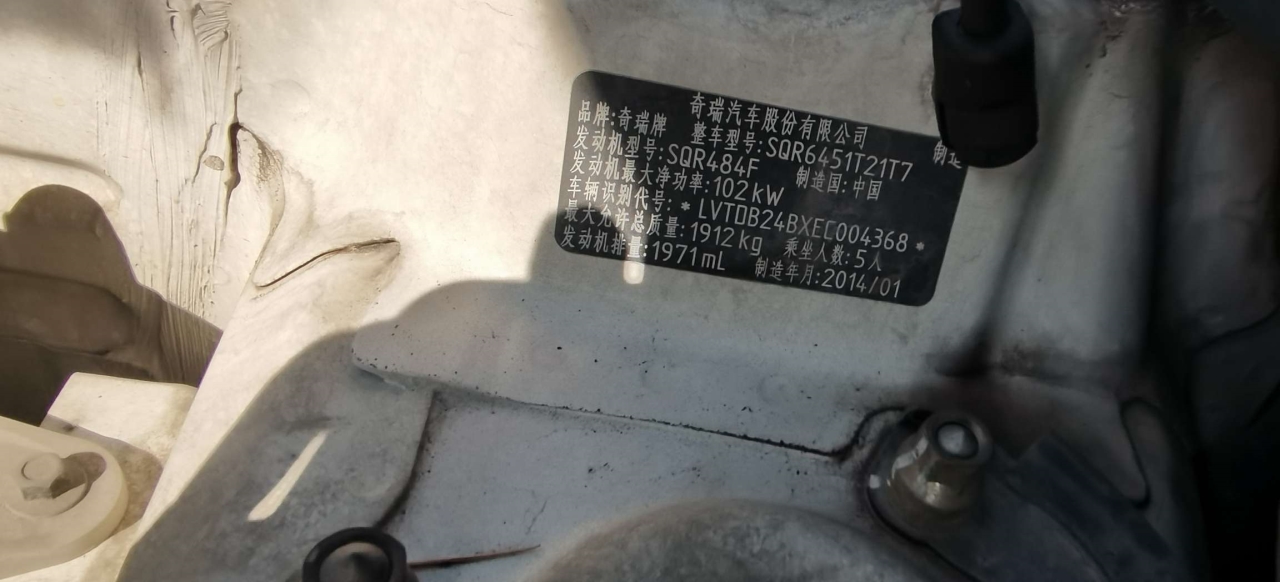 奇瑞汽车股份有限公司 制造
品牌:奇瑞牌 整车型号:SQR6451T21T7
发动机型号:SQR484F 制造国:中国
发动机最大净功率:102kW
车辆识别代号:*LVTDB24BXED004368*
最大允许总质量:1912kg 乘坐人数:5人
发动机排量:1971mL 制造年月:2014/01